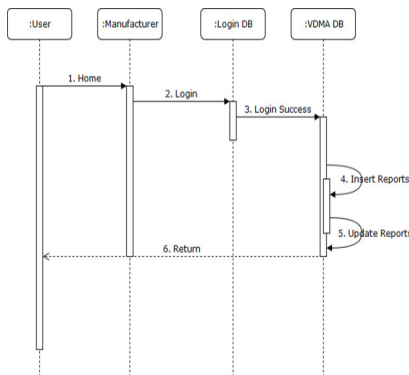 :User
:Manufacturer
:Login DB
:VDMA DB
1. Home
2. Login
3. Login Success
4. Insert Reports
5. Update Reports
6. Return